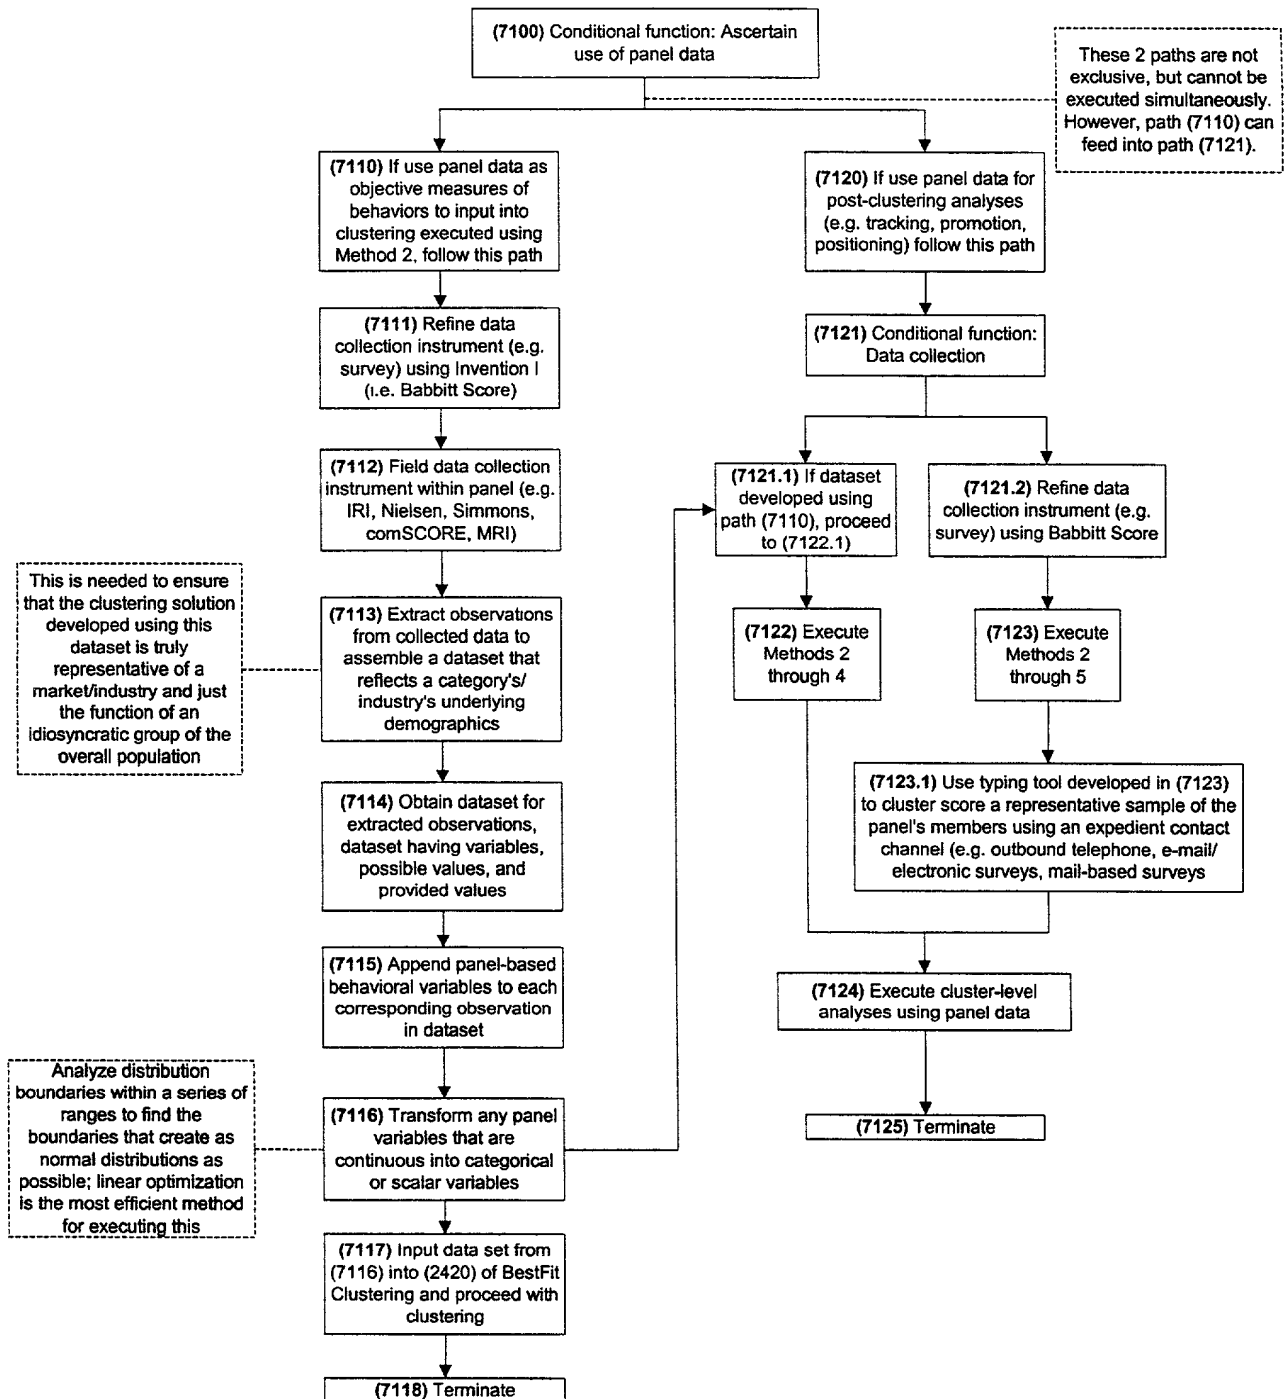 (7100) Conditional function: Ascertain
use of panel data
These 2 paths are not
exclusive, but cannot be
executed simultaneously.
However, path (7110) can
feed into path (7121).
(7110) If use panel data as
objective measures of
behaviors to input into
clustering executed using
Method 2, follow this path
(7120) If use panel data for
post-clustering analyses
(e.g. tracking, promotion,
positioning) follow this path
(7111) Refine data
collection instrument (e.g.
survey) using Invention I
(i.e. Babbitt Score)
(7121) Conditional function:
Data collection
(7112) Field data collection
instrument within panel (e.g.
IRI, Nielsen, Simmons,
comSCORE, MRI)
(7121.1) If dataset
developed using
path (7110), proceed
to (7122.1)
(7121.2) Refine data
collection instrument (e.g.
survey) using Babbitt Score
This is needed to ensure
that the clustering solution
developed using this
dataset is truly
representative of a
market/industry and just
the function of an
idiosyncratic group of the
overall population
(7113) Extract observations
from collected data to
assemble a dataset that
reflects a category's/
industry's underlying
demographics
(7122) Execute
Methods 2
through 4
(7123) Execute
Methods 2
through 5
(7114) Obtain dataset for
extracted observations,
dataset having variables,
possible values, and
provided values
(7123.1) Use typing tool developed in (7123)
to cluster score a representative sample of the
panel's members using an expedient contact
channel (e.g. outbound telephone, e-mail/
electronic surveys, mail-based surveys
(7115) Append panel-based
behavioral variables to each
corresponding observation
in dataset
(7124) Execute cluster-level
analyses using panel data
Analyze distribution
boundaries within a series of
ranges to find the
boundaries that create as
normal distributions as
possible; linear optimization
is the most efficient method
for executing this
(7116) Transform any panel
variables that are
continuous into categorical
or scalar variables
(7125) Terminate
(7117) Input data set from
(7116) into (2420) of BestFit
Clustering and proceed with
clustering
(7118) Terminate